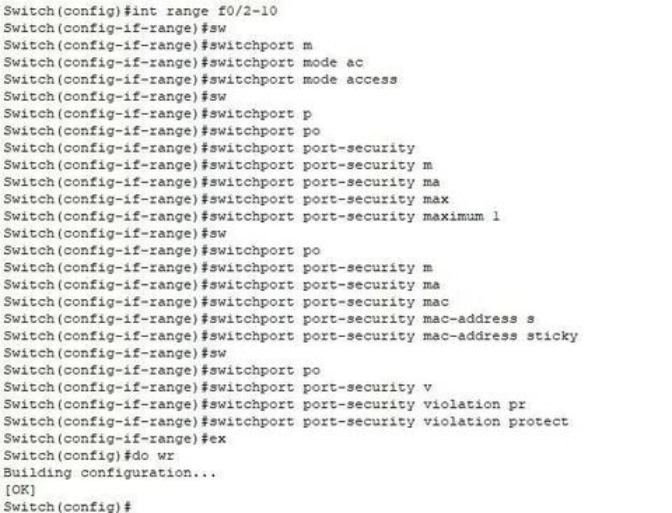 Switch(config)#int range f0/2-10
Switch(config-if-range)#sw
Switch(config-if-range)#switchport m
Switch(config-if-range)#switchport mode ac
Switch(config-if-range)#switchport mode access
Switch(config-if-range)#sw
Switch(config-if-range)#switchport p
Switch(config-if-range)#switchport po
Switch(config-if-range)#switchport port-security
Switch(config-if-range)#switchport port-security m
Switch(config-if-range)#switchport port-security ma
Switch(config-if-range)#switchport port-security max
Switch(config-if-range)#switchport port-security maximum 1
Switch(config-if-range)#sw
Switch(config-if-range)#switchport po
Switch(config-if-range)#switchport port-security m
Switch(config-if-range)#switchport port-security ma
Switch(config-if-range)#switchport port-security mac
Switch(config-if-range)#switchport port-security mac-address s
Switch(config-if-range)#switchport port-security mac-address sticky
Switch(config-if-range)#sw
Switch(config-if-range)#switchport po
Switch(config-if-range)#switchport port-security v
Switch(config-if-range)#switchport port-security violation pr
Switch(config-if-range)#switchport port-security violation protect
Switch(config-if-range)#ex
Switch(config)#do wr
Building configuration...
[OK]
Switch(config)#